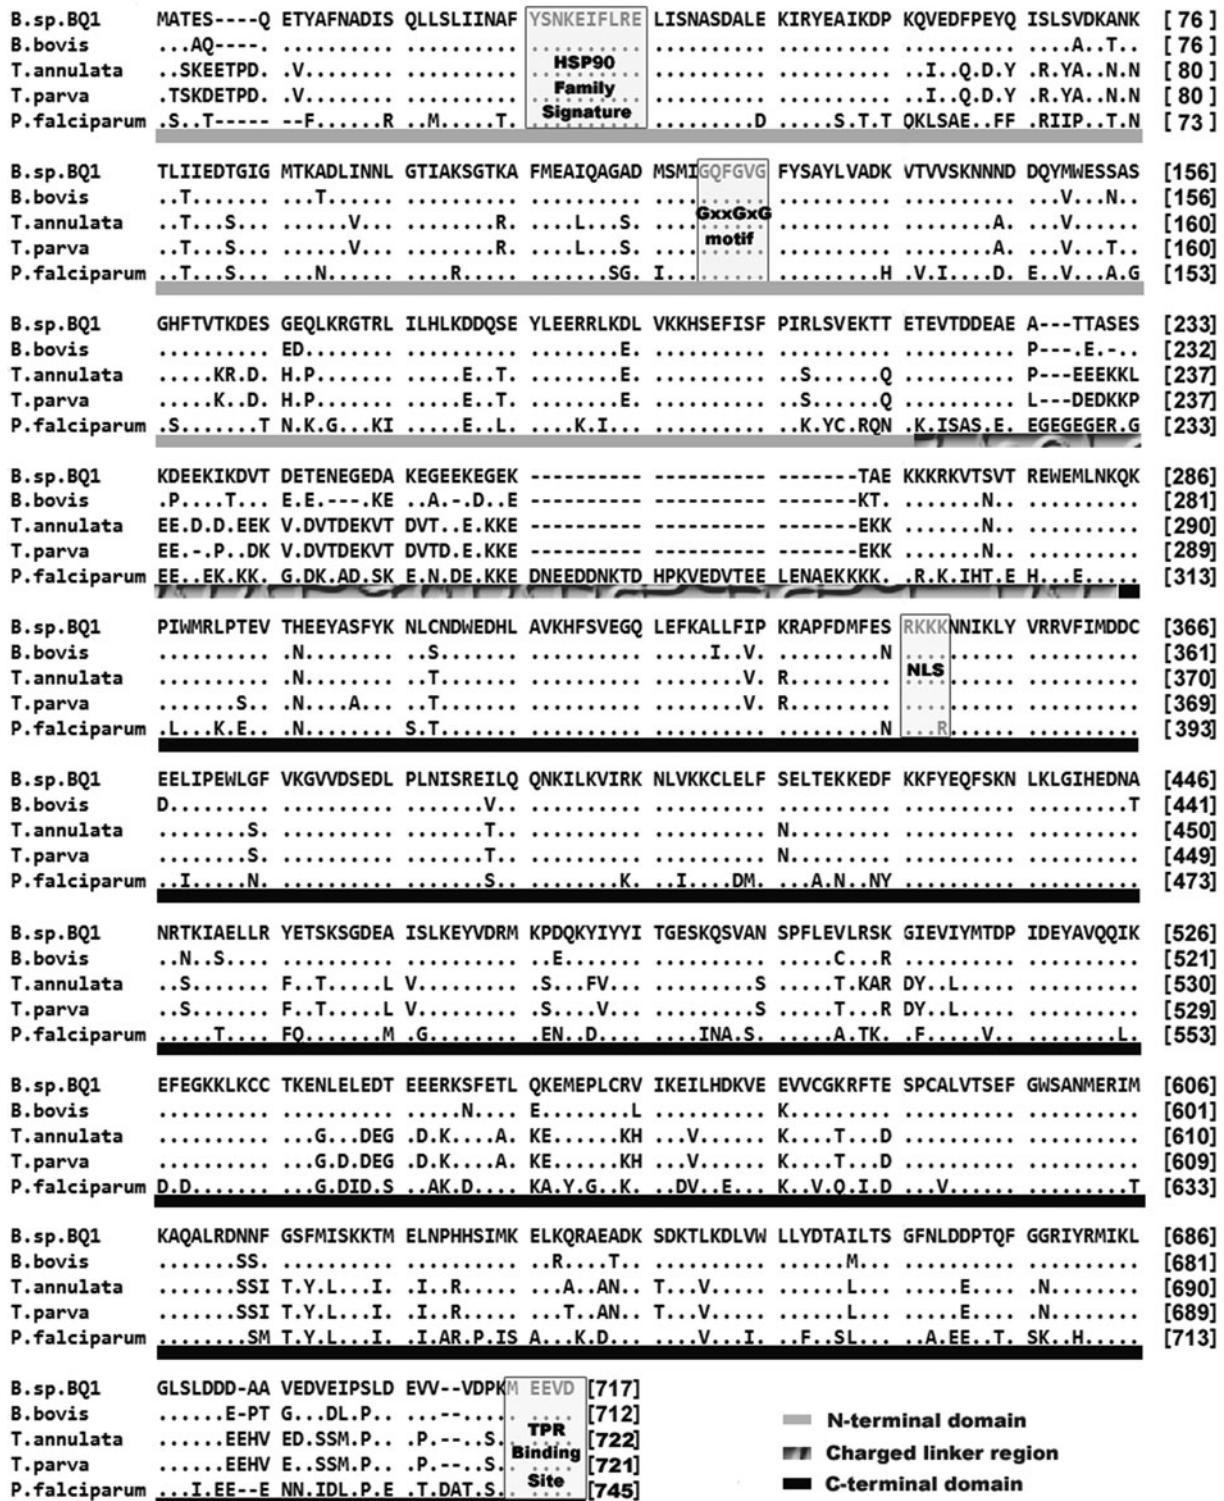 B.sp.BQ1 MATES----Q ETYAFNADIS QLLSLIINAF YSNKEIFLRE LISNASDALE KIRYEAIKDP KQVEDFPEYQ ISLSVDKANK [ 76 ]
B.bovis ...AQ----. .......... .......... .......... .......... .......... .......... .....A..T.. [ 76 ]
T.annulata ..SKEETPD. .V........ .......... HSP90 .......... .......... ..I..Q.D.Y .R.YA..N.N [ 80 ]
T.parva .TSKDETPD. .V........ .......... Family .......... .......... ..I..Q.D.Y .R.YA..N.N [ 80 ]
Signature
P.falciparum .S..T----- --F......R ..M.....T. .......... .........D .....S.T.T QKLSAE..FF .RIIP..T.N [ 73 ]
B.sp.BQ1 TLIIEDTGIG MTKADLINNL GTIAKSGTKA FMEAIQAGAD MSMIGQFGVG FYSAYLVADK VTVVSKNNND DQYMWESSAS [156]
B.bovis ..T....... ...T...... .......... .......... .......... .......... .......... ...V...N.. [156]
T.annulata ..T...S... ......V... ........R. ....L...S. .... GxxGxG .......... .......A. ...V...... [160]
motif
T.parva ..T...S... ......V... ........R. ....L...S. .......... .......... .......A. ...V...T.. [160]
P.falciparum ..T...S... ...N...... ....R..... ........SG. I......... .........H .V.I....D. E..V...A.G [153]
B.sp.BQ1 GHFTVTKDES GEQLKRGTRL ILHLKDDQSE YLEERRLKDL VKKHSEFISF PIRLSVEKTT ETEVTDDEAE A---TTASES [233]
B.bovis .......... ED........ .......... ........E. .......... .......... .......... P---.E.-.. [232]
T.annulata .....KR.D. H.P....... ......E..T. ........E. .......... ..S......Q .......... P---EEEKKL [237]
T.parva .....K..D. H.P....... ......E..T. ........E. .......... ..S......Q .......... L---DEDKKP [237]
P.falciparum .S.......T N.K.G...KI .....E..L. ....K.I... .......... ..K.YC.RQN .K.ISAS.E. EGEGEGER.G [233]
B.sp.BQ1 KDEEKIKDVT DETENEGEDA KEGEEKEGEK ---------- ---------- -------TAE KKKRKVTSVT REWEMLNKQK [286]
B.bovis .P....T... E.E.---.KE ..A.-.D..E ---------- ---------- -------KT. .......N.. .......... [281]
T.annulata EE.D.D.EEK V.DVTDEKVT DVT..E.KKE ---------- ---------- -------EKK .......N.. .......... [290]
T.parva EE.-.P..DK V.DVTDEKVT DVTD.E.KKE ---------- ---------- -------EKK .......N.. .......... [289]
P.falciparum EE..EK.KK. G.DK.AD.SK E.N.DE.KKE DNEEDDNKTD HPKVEDVTEE LENAEKKKK. .R.K.IHT.E H...E..... [313]
B.sp.BQ1 PIWMRLPTEV THEEYASFYK NLCNDWEDHL AVKHFSVEGQ LEFKALLFIP KRAPFDMFES RKKKNNIKLY VRRVFIMDDC [366]
B.bovis .......... ..N....... ..S....... .......... .....I..V. .........N .......... .......... [361]
T.annulata .......... ..N....... ..T....... .......... ........V. R......... NLS .......... [370]
T.parva .......S.. ..N....A.. ..T....... .......... ........V. R......... .......... .......... [369]
P.falciparum .L...K.E.. ..N....... S.T....... .......... .......... .........N ...R...... .......... [393]
B.sp.BQ1 EELIPEWLGF VKGVVDSEDL PLNISREILQ QNKILKVIRK NLVKKCLELF SELTEKKEDF KKFYEQFSKN LKLGIHEDNA [446]
B.bovis D......... .......... .......V.. .......... .......... .......... .......... .........T [441]
T.annulata ........S. .......... .......T.. .......... .......... N......... .......... .......... [450]
T.parva ........S. .......... .......T.. .......... .......... N......... .......... .......... [449]
P.falciparum ..I.....N. .......... .......S.. ........K. ..I....DM. ...A.N..NY .......... .......... [473]
B.sp.BQ1 NRTKIAELLR YETSKSGDEA ISLKEYVDRM KPDQKYIYYI TGESKQSVAN SPFLEVLRSK GIEVIYMTDP IDEYAVQQIK [526]
B.bovis ..N..S.... .......... .......... ..E....... .......... .....C...R .......... .......... [521]
T.annulata ..S....... F..T.....L V......... .S...FV... .........S .....T.KAR DY..L..... .......... [530]
T.parva ..S....... F..T.....L V......... .S....V... .........S .....T...R DY..L..... .......... [529]
P.falciparum .....T.... FQ.......M .G........ .EN..D.... ....INA.S. .....A.TK. .F.....V.. ........L. [553]
B.sp.BQ1 EFEGKKLKCC TKENLELEDT EEERKSFETL QKEMEPLCRV IKEILHDKVE EVVCGKRFTE SPCALVTSEF GWSANMERIM [606]
B.bovis .......... .......... .....N.... E........L .......... K......... .......... .......... [601]
T.annulata .......... ...G...DEG .D.K....A. KE......KH ...V...... K....T...D .......... .......... [610]
T.parva .......... ...G.D.DEG .D.K....A. KE......KH ...V...... K....T...D .......... .......... [609]
P.falciparum D.D....... ...G.DID.S ..AK.D.... KA.Y.G..K. ..DV..E... K..V.Q.I.D ...V...... .........T [633]
B.sp.BQ1 KAQALRDNNF GSFMISKKTM ELNPHHSIMK ELKQRAEADK SDKTLKDLVW LLYDTAILTS GFNLDDPTQF GGRIYRMIKL [686]
B.bovis .......SS. .......... .......... ..R....T.. .......... ......M... .......... .......... [681]
T.annulata .......SSI T.Y.L...I. .I..R..... ...A..AN.. T...V..... ......L... .....E.... .N........ [690]
T.parva .......SSI T.Y.L...I. .I..R..... ...T..AN.. T...V..... ......L... .....E.... .N........ [689]
P.falciparum ........SM T.Y.L...I. .I.AR.P.IS A...K.D... ....V...I. ..F...SL.. ..A.EE..T. SK..H..... [713]
B.sp.BQ1 GLSLDDD-AA VEDVEIPSLD EVV--VDPKM EEVD [717]
B.bovis ......E-PT G...DL.P.. ...--..... .... [712]
T.annulata ......EEHV ED.SSM.P.. .P.--...S. TPR [722]
T.parva ......EEHV E..SSM.P.. .P.--...S. Binding [721]
P.falciparum ...I.EE--E NN.IDL.P.E .T.DAT.S.. Site [745]
N-terminal domain
Charged linker region
C-terminal domain